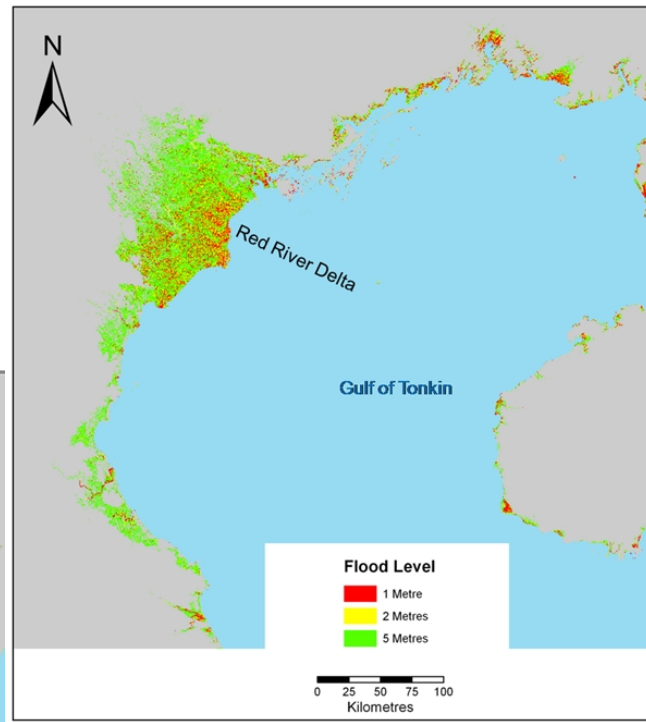 N
Red River Delta
Gulf of Tonkin
Flood Level
1 Metre
2 Metres
5 Metres
0 25 50 75 100
Kilometres